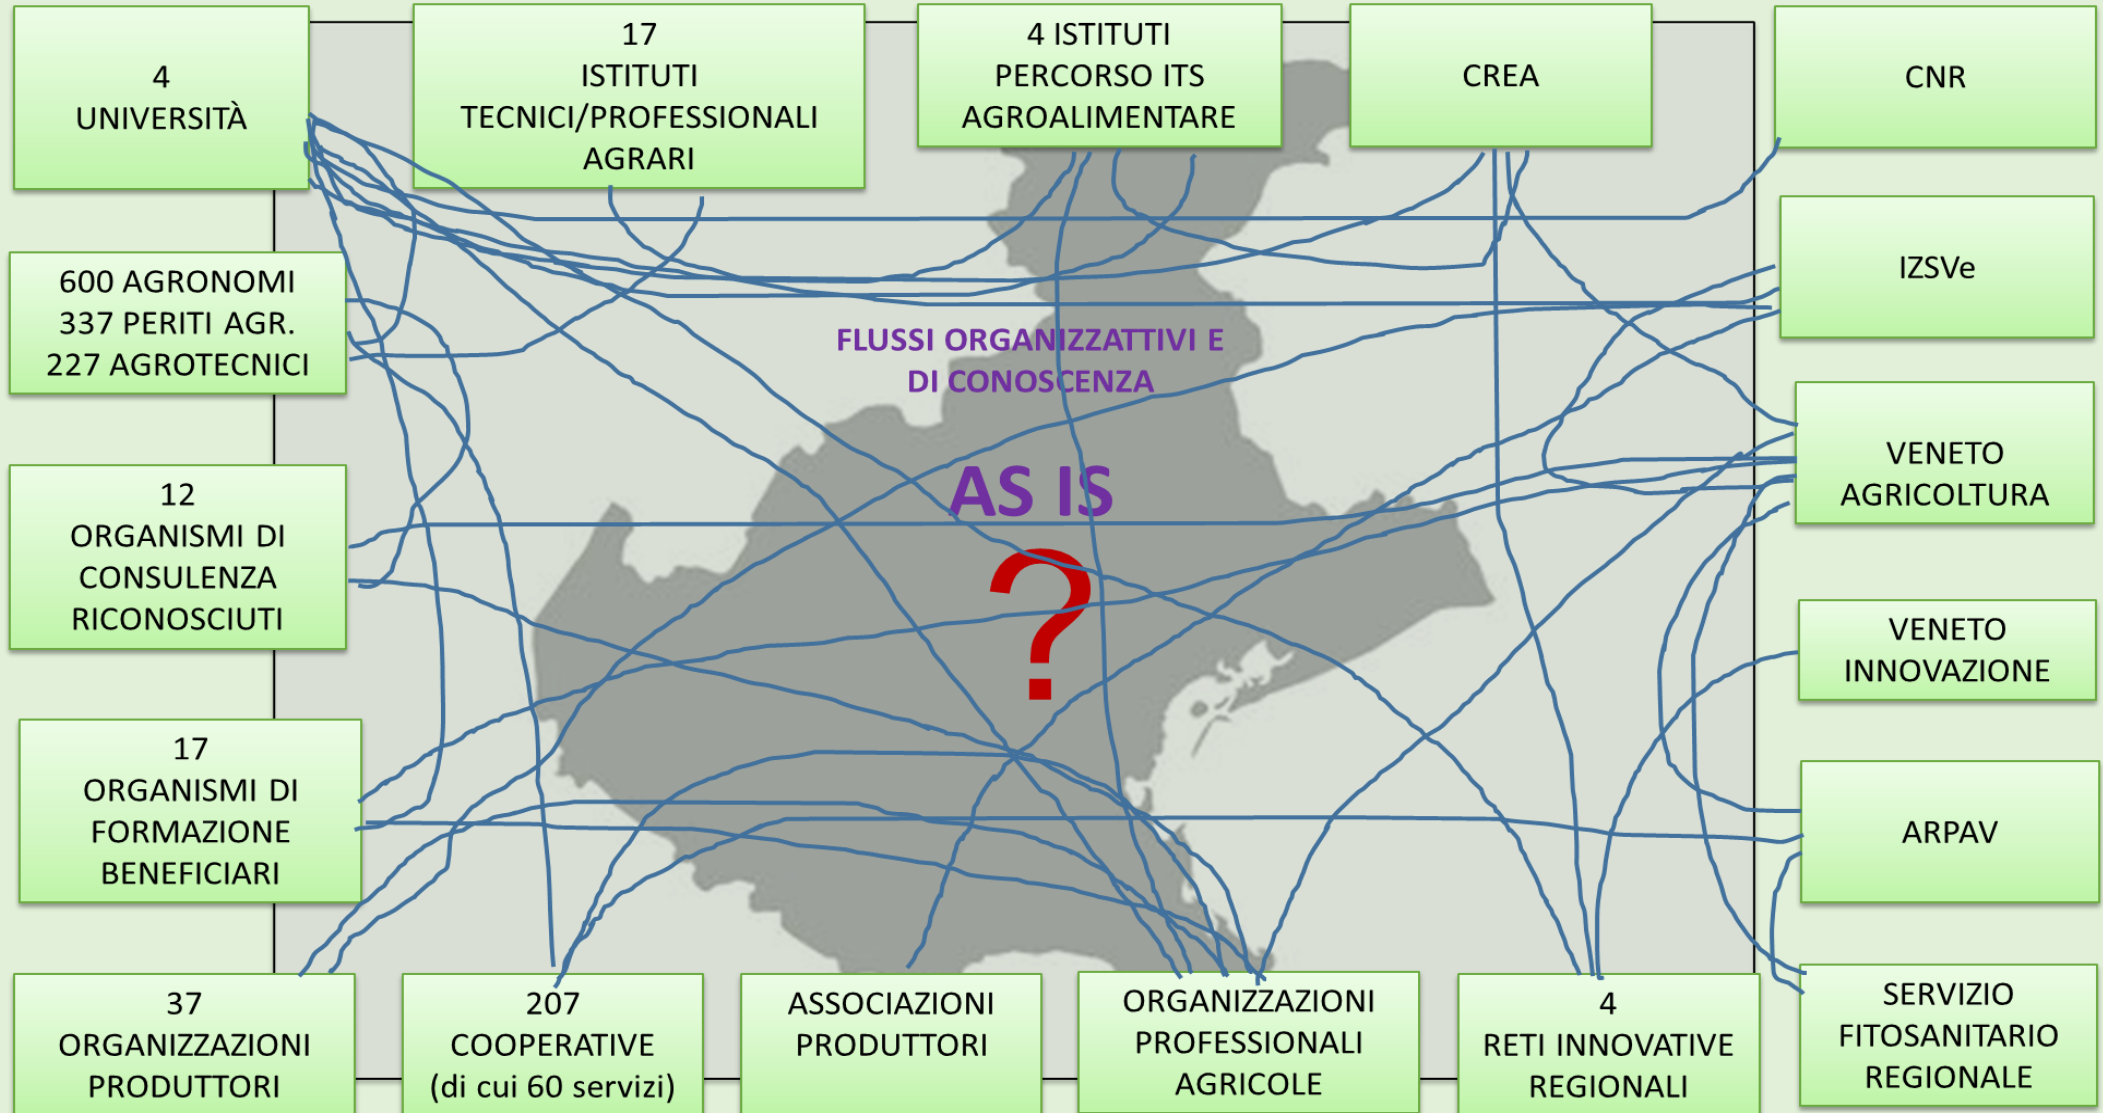 4
UNIVERSITÀ
17
ISTITUTI
TECNICI/PROFESSIONALI
AGRARI
4 ISTITUTI
PERCORSO ITS
AGROALIMENTARE
CREA
CNR
600 AGRONOMI
337 PERITI AGR.
227 AGROTECNICI
IZSVe
FLUSSI ORGANIZZATTIVI E
DI CONOSCENZA
AS IS
?
12
ORGANISMI DI
CONSULENZA
RICONOSCIUTI
VENETO
AGRICOLTURA
VENETO
INNOVAZIONE
17
ORGANISMI DI
FORMAZIONE
BENEFICIARI
ARPAV
37
ORGANIZZAZIONI
PRODUTTORI
207
COOPERATIVE
(di cui 60 servizi)
ASSOCIAZIONI
PRODUTTORI
ORGANIZZAZIONI
PROFESSIONALI
AGRICOLE
4
RETI INNOVATIVE
REGIONALI
SERVIZIO
FITOSANITARIO
REGIONALE